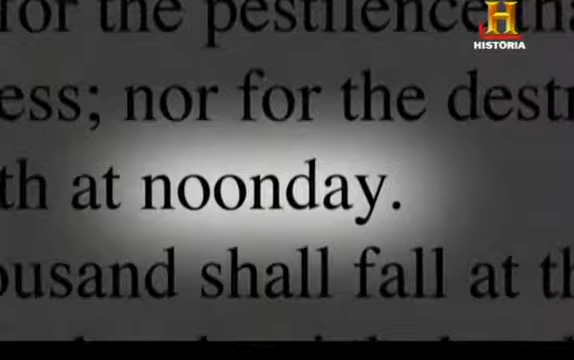 for the pestilence
H
HISTORIA
ess; nor for the destr
th at noonday.
ousand shall fall at th